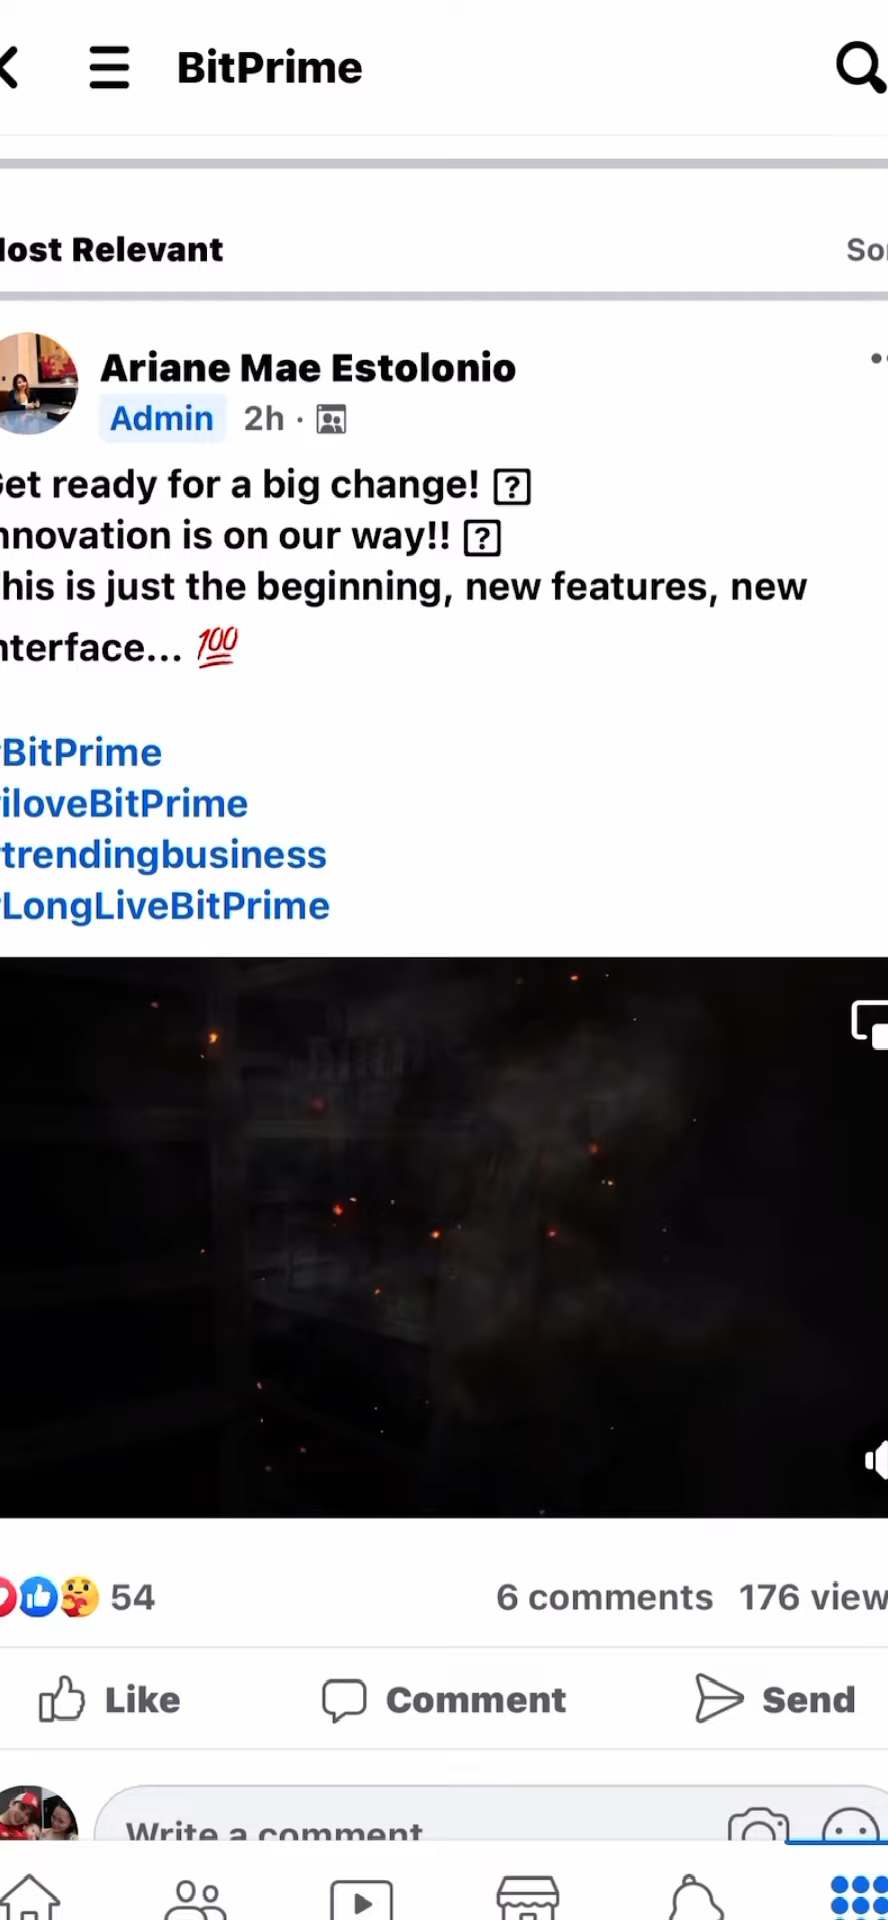 BitPrime
ost Relevant
So
Ariane Mae Estolonio
Admin 2h ·
et ready for a big change!
nnovation is on our way!!
his is just the beginning, new features, new
nterface... 💯
BitPrime
iloveBitPrime
trendingbusiness
LongLiveBitPrime
54 6 comments 176 view
Like Comment Send
Write a comment